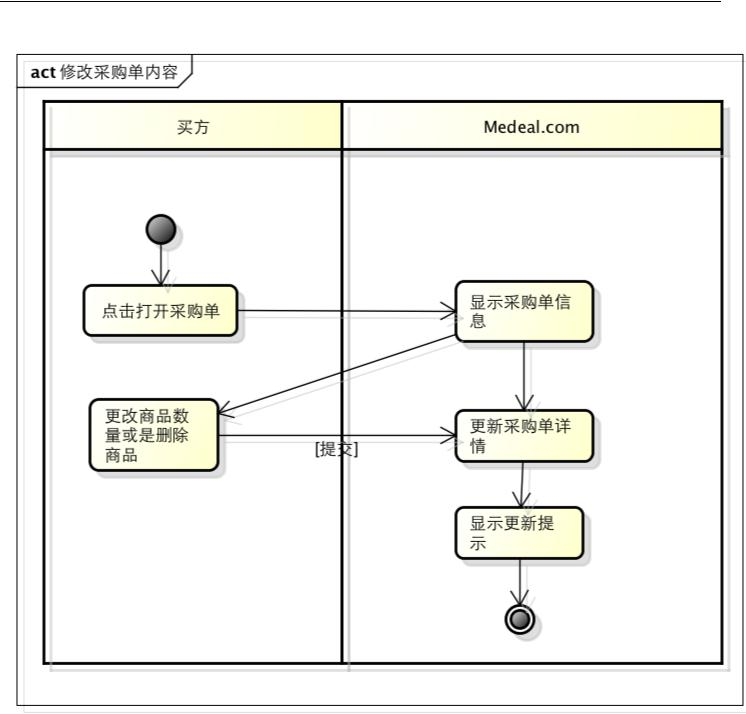 act 修改采购单内容
买方
Medeal.com
点击打开采购单
显示采购单信
息
更改商品数
量或是删除
商品
[提交]
更新采购单详
情
显示更新提
示